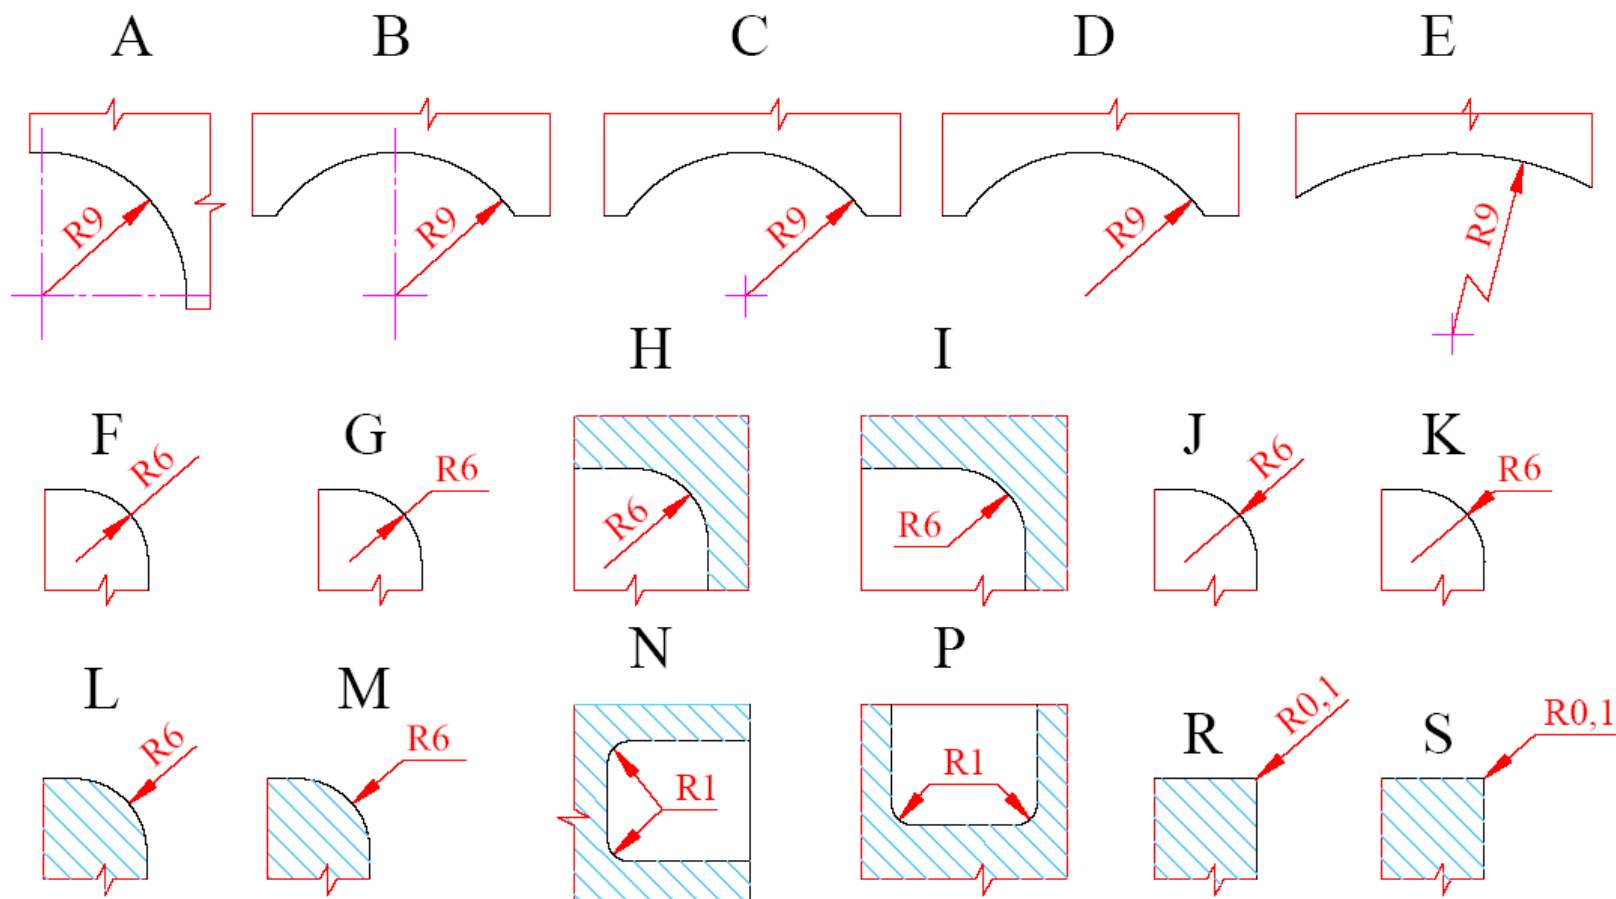 A B C D E
R9 R9 R9 R9 R9
H I
F G J K
R6 R6 R6 R6 R6 R6
N P
L M R S
R6 R6 R1 R1 R0,1 R0,1